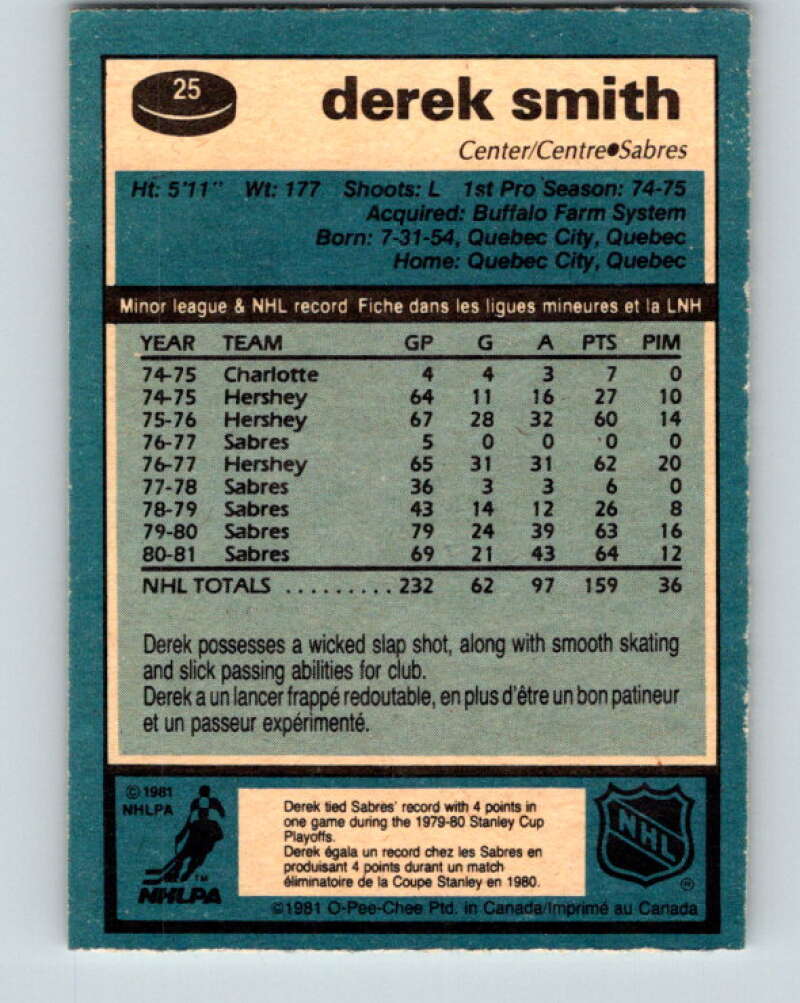 25
derek smith
Center/Centre●Sabres
Ht: 5'11" Wt: 177 Shoots: L 1st Pro Season: 74-75
Acquired: Buffalo Farm System
Born: 7-31-54, Quebec City, Quebec
Home: Quebec City, Quebec
Minor league & NHL record Fiche dans les ligues mineures et la LNH
YEAR TEAM GP G A PTS PIM
74-75 Charlotte 4 4 3 7 0
74-75 Hershey 64 11 16 27 10
75-76 Hershey 67 28 32 60 14
76-77 Sabres 5 0 0 0 0
76-77 Hershey 65 31 31 62 20
77-78 Sabres 36 3 3 6 0
78-79 Sabres 43 14 12 26 8
79-80 Sabres 79 24 39 63 16
80-81 Sabres 69 21 43 64 12
NHL TOTALS .......... 232 62 97 159 36
Derek possesses a wicked slap shot, along with smooth skating
and slick passing abilities for club.
Derek a un lancer frappé redoutable, en plus d'être un bon patineur
et un passeur expérimenté.
©1981
NHLPA
™
NHLPA
Derek tied Sabres' record with 4 points in
one game during the 1979-80 Stanley Cup
Playoffs.
Derek égala un record chez les Sabres en
produisant 4 points durant un match
éliminatoire de la Coupe Stanley en 1980.
NHL
®
©1981 O-Pee-Chee Ptd. in Canada/Imprimé au Canada